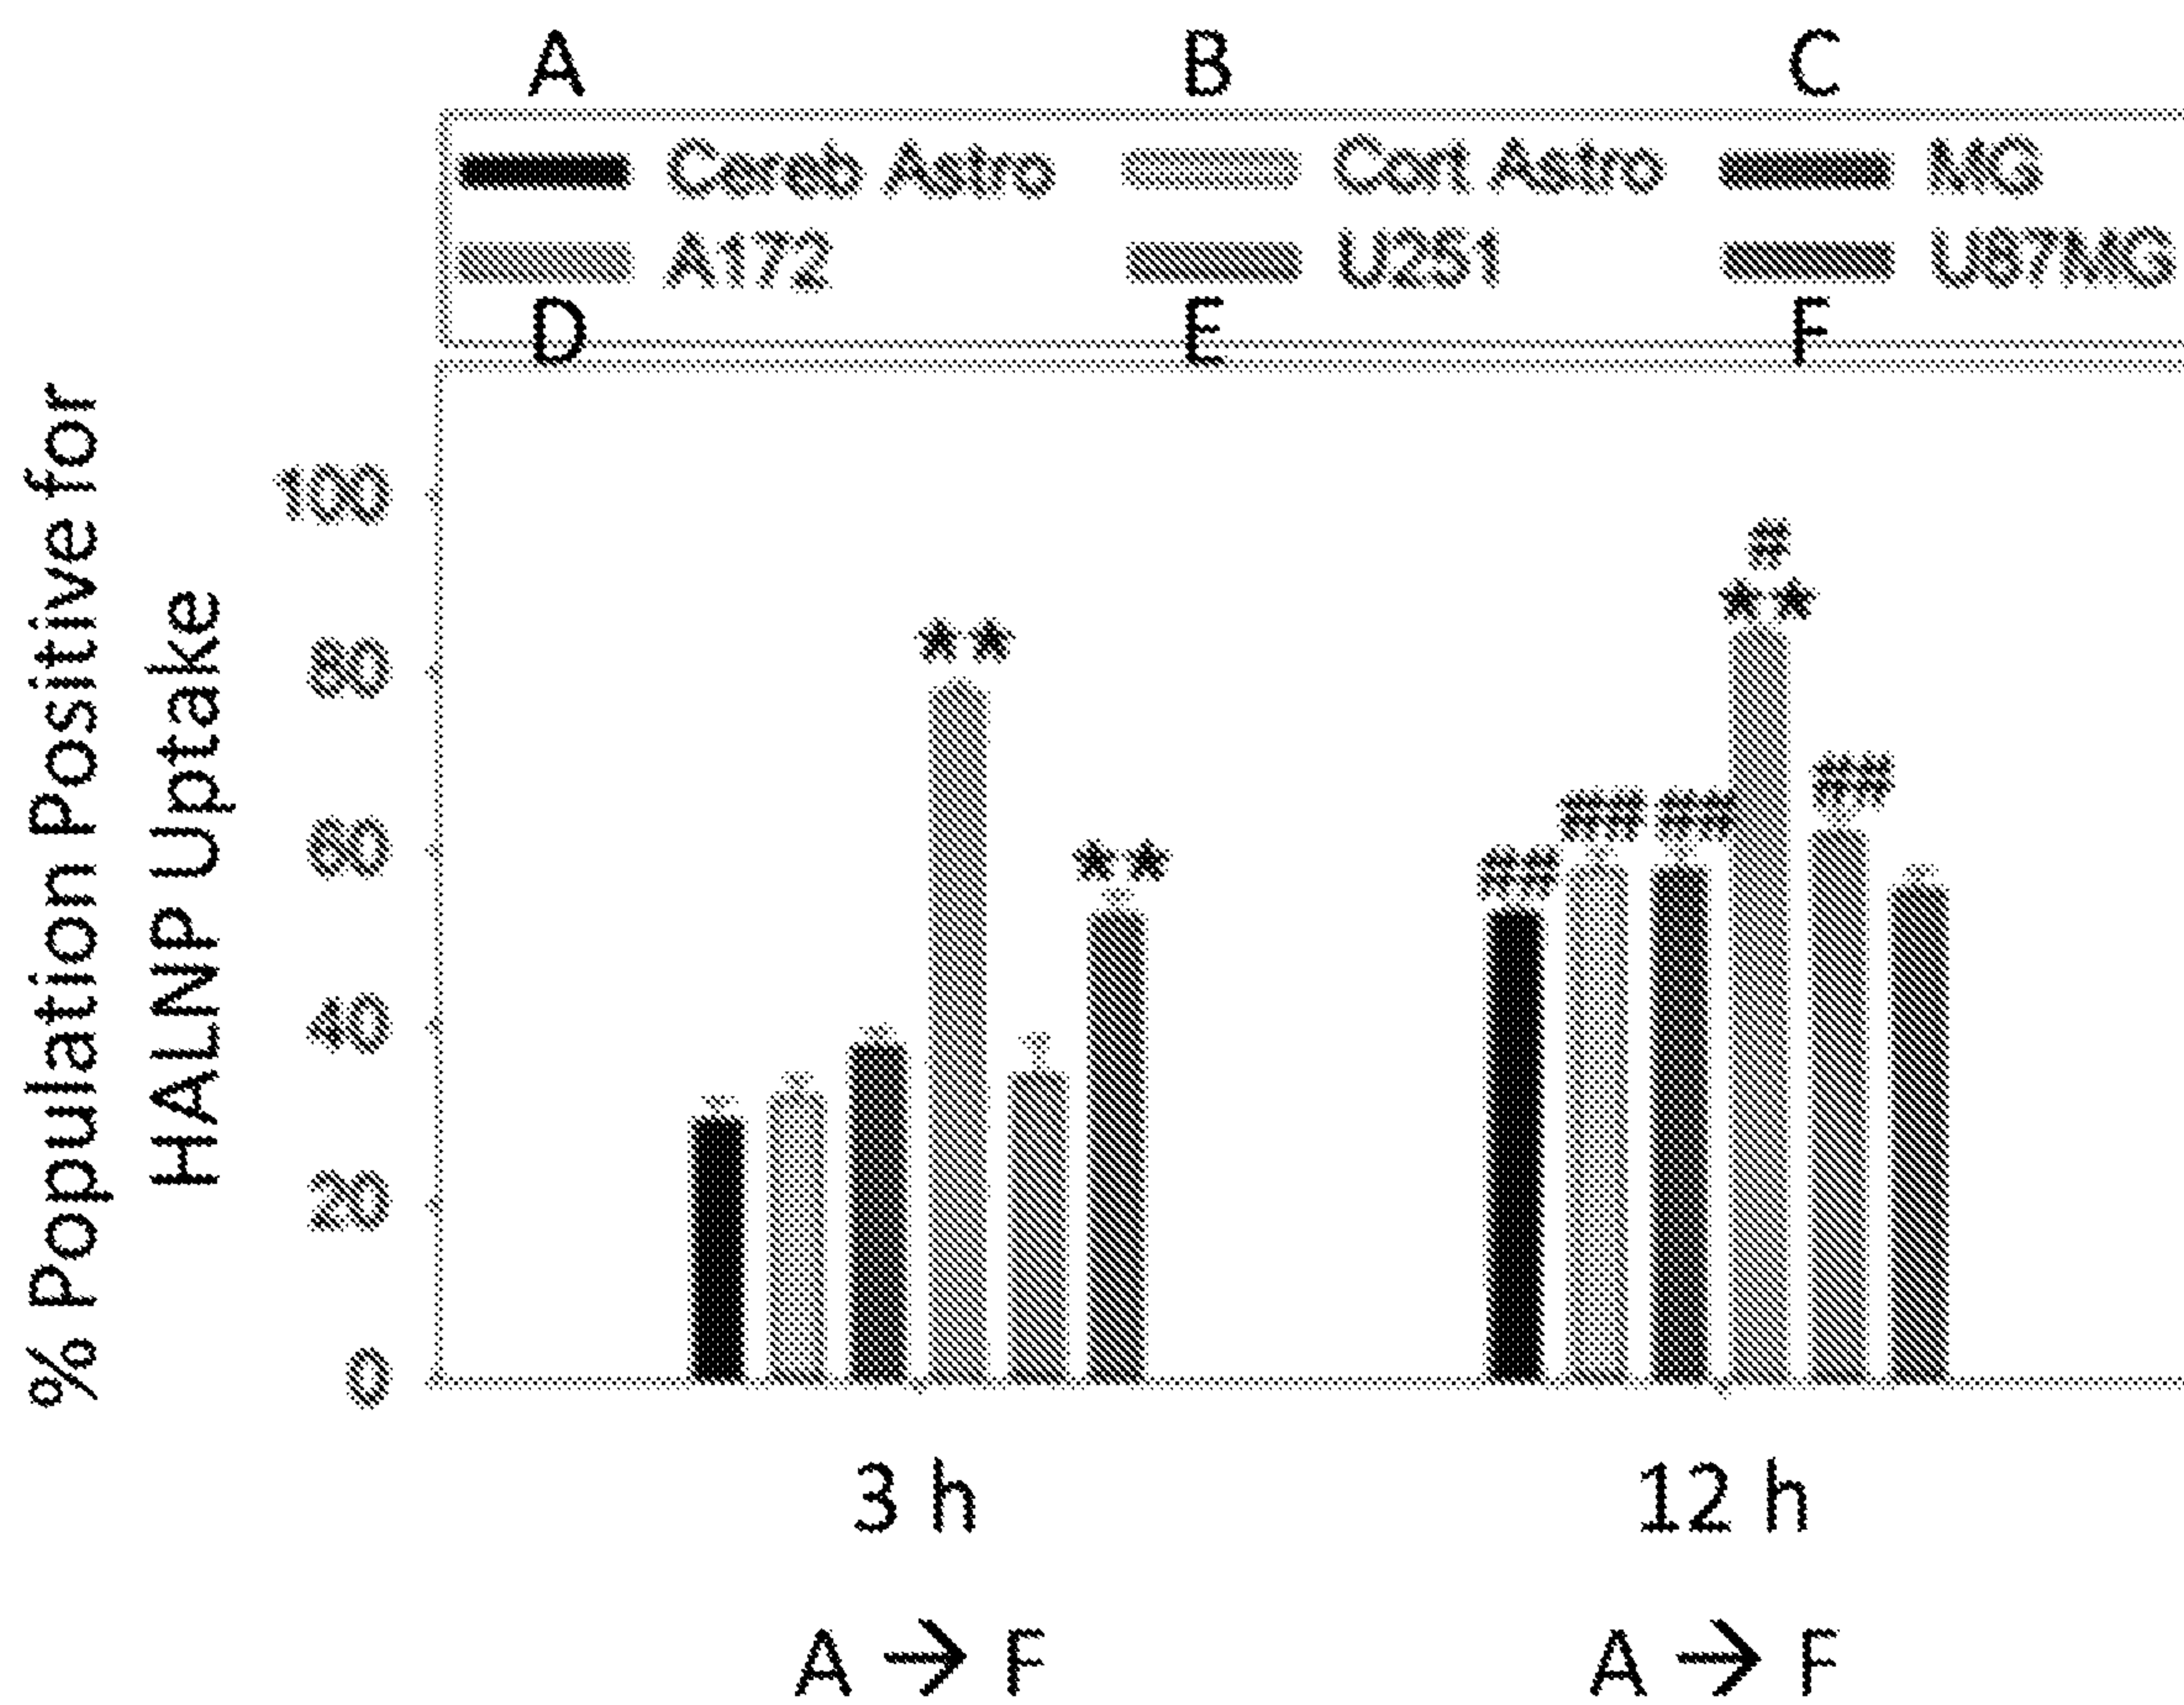 A B C
Cereb Astro Cort Astro MG
A172 U251 U87MG
D E F
% Population Positive for
HALNP Uptake
100
80
60
40
20
0
**
**
##
##
##
#
**
##
3 h 12 h
A → F A → F